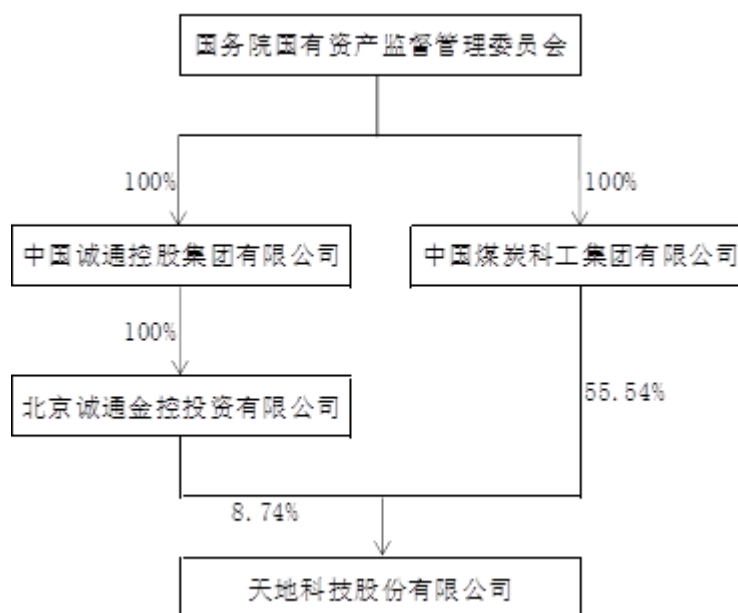 国务院国有资产监督管理委员会
100%
100%
中国诚通控股集团有限公司
中国煤炭科工集团有限公司
100%
北京诚通金控投资有限公司
55.54%
8.74%
天地科技股份有限公司